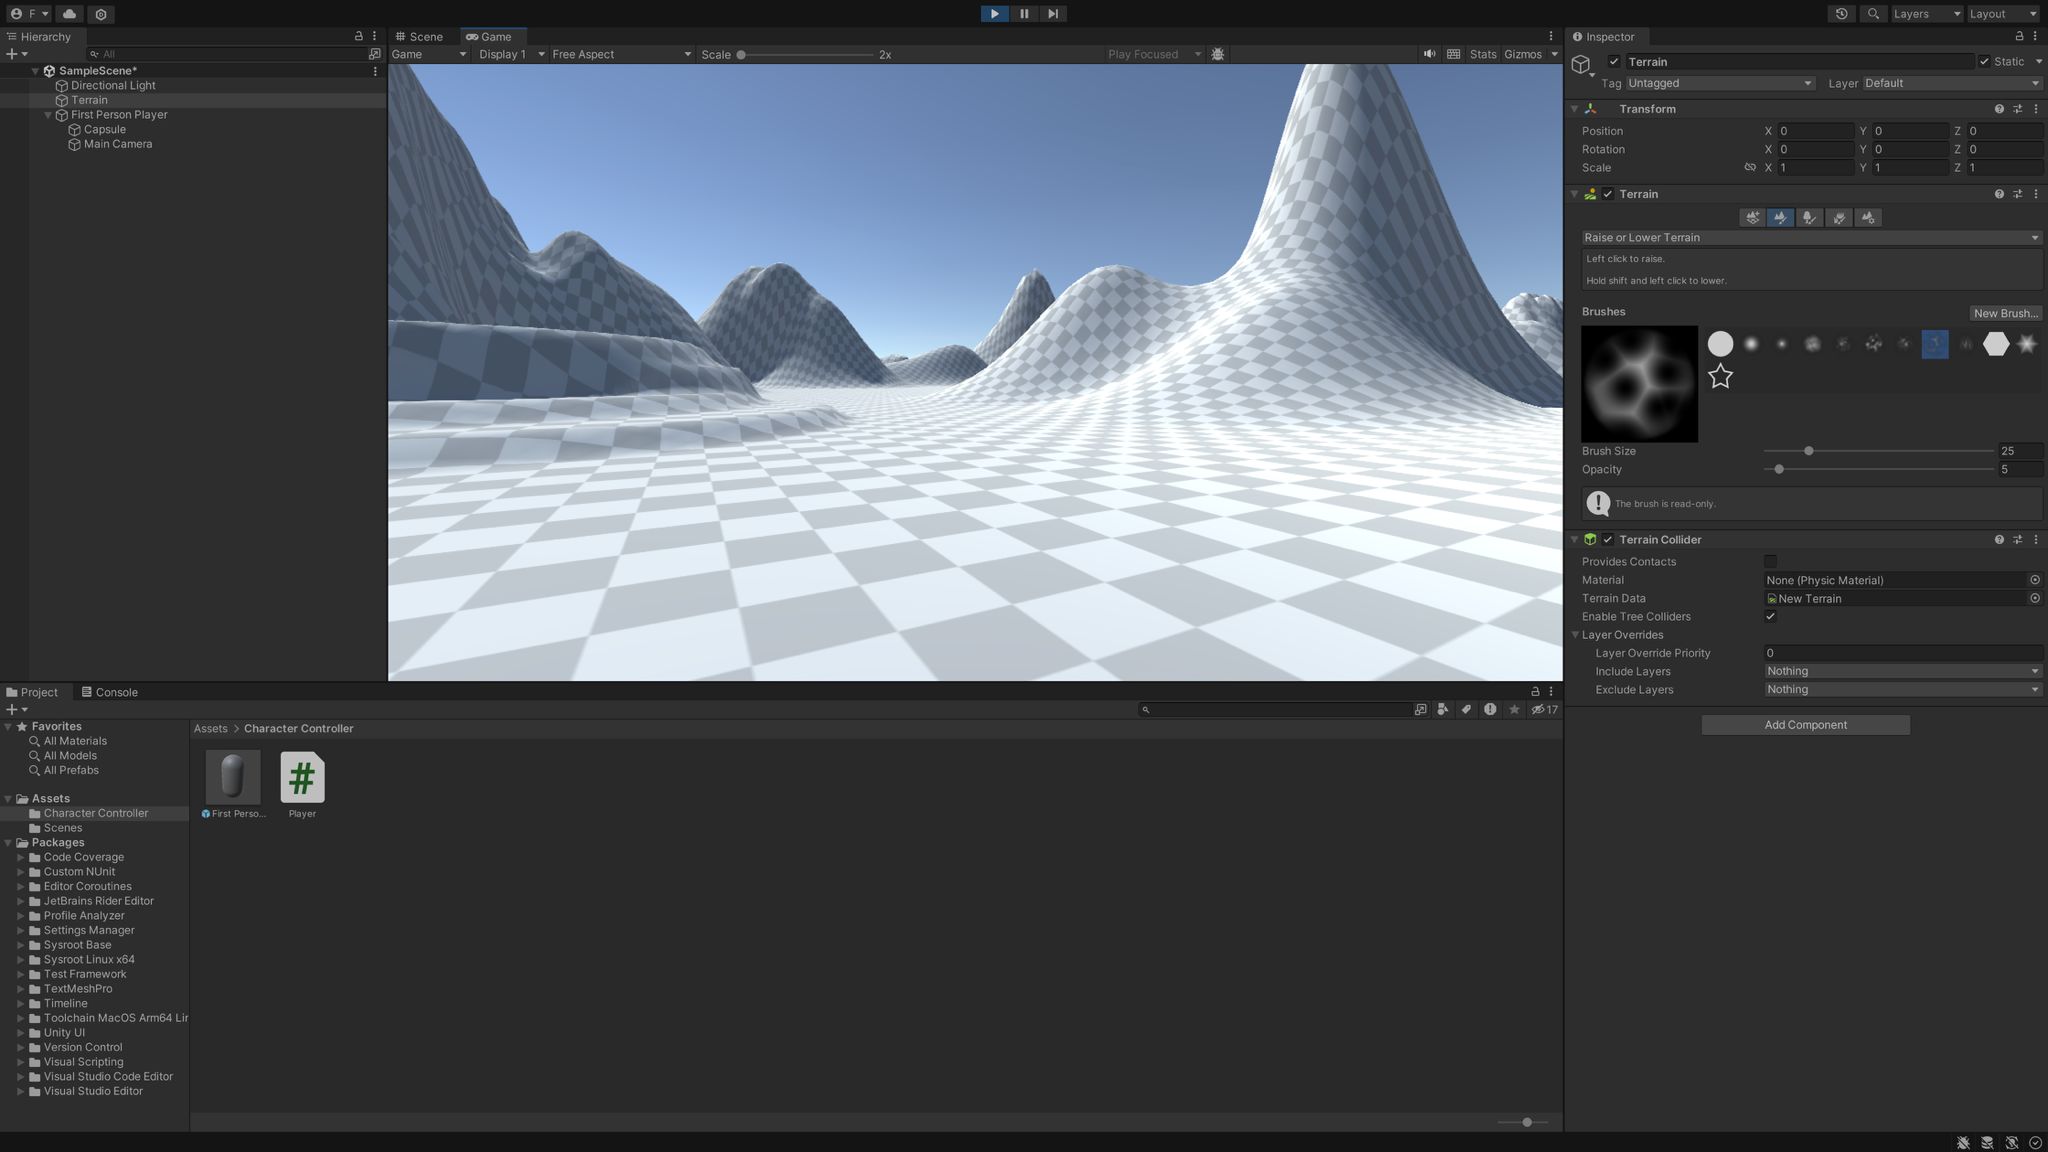 F
Layers
Layout
Hierarchy
All
SampleScene*
Directional Light
Terrain
First Person Player
Capsule
Main Camera
Scene
Game
Game
Display 1
Free Aspect
Scale
2x
Play Focused
Stats
Gizmos
Inspector
Terrain
Static
Tag
Untagged
Layer
Default
Transform
Position
X 0
Y 0
Z 0
Rotation
X 0
Y 0
Z 0
Scale
X 1
Y 1
Z 1
Terrain
Raise or Lower Terrain
Left click to raise.
Hold shift and left click to lower.
Brushes
New Brush...
Brush Size
25
Opacity
5
The brush is read-only.
Terrain Collider
Provides Contacts
Material
None (Physic Material)
Terrain Data
New Terrain
Enable Tree Colliders
Layer Overrides
Layer Override Priority
0
Include Layers
Nothing
Exclude Layers
Nothing
Add Component
Project
Console
17
Favorites
All Materials
All Models
All Prefabs
Assets
Character Controller
Scenes
Packages
Code Coverage
Custom NUnit
Editor Coroutines
JetBrains Rider Editor
Profile Analyzer
Settings Manager
Sysroot Base
Sysroot Linux x64
Test Framework
TextMeshPro
Timeline
Toolchain MacOS Arm64 Lir
Unity UI
Version Control
Visual Scripting
Visual Studio Code Editor
Visual Studio Editor
Assets > Character Controller
#
First Perso...
Player